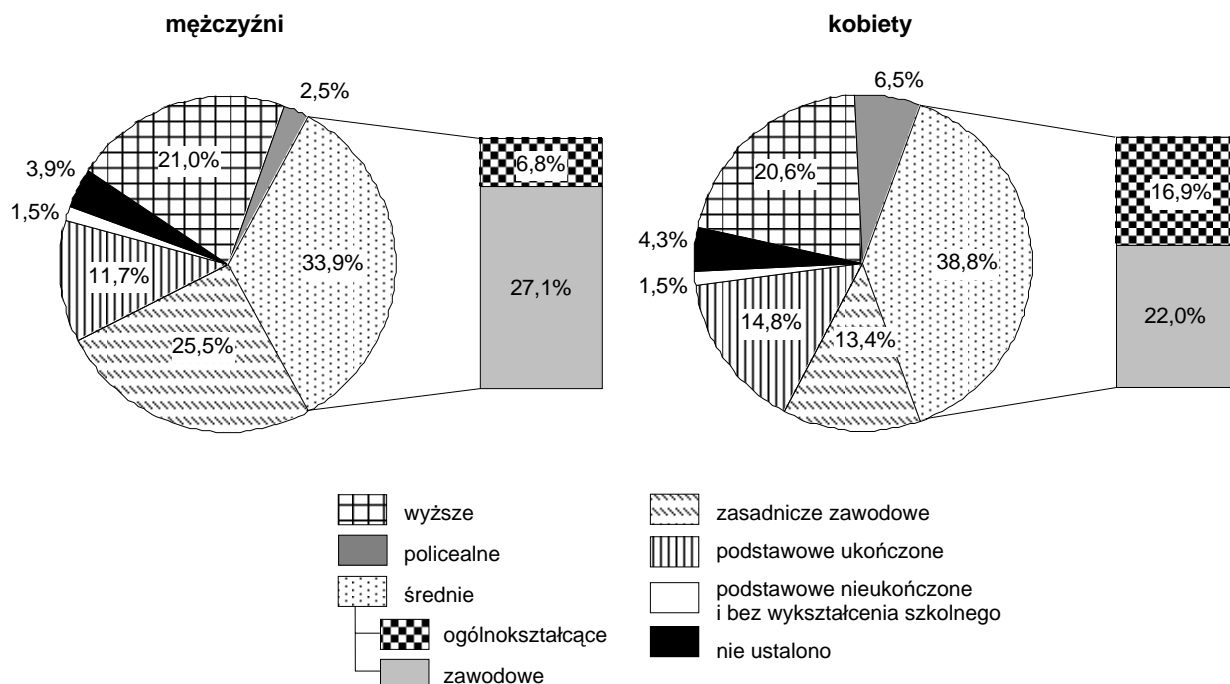 mężczyźni
2,5%
21,0%
3,9%
1,5%
11,7%
25,5%
33,9%
6,8%
27,1%
kobiety
6,5%
20,6%
4,3%
1,5%
14,8%
13,4%
38,8%
16,9%
22,0%
wyższe
policealne
średnie
ogólnokształcące
zawodowe
zasadnicze zawodowe
podstawowe ukończone
podstawowe nieukończone
i bez wykształcenia szkolnego
nie ustalono